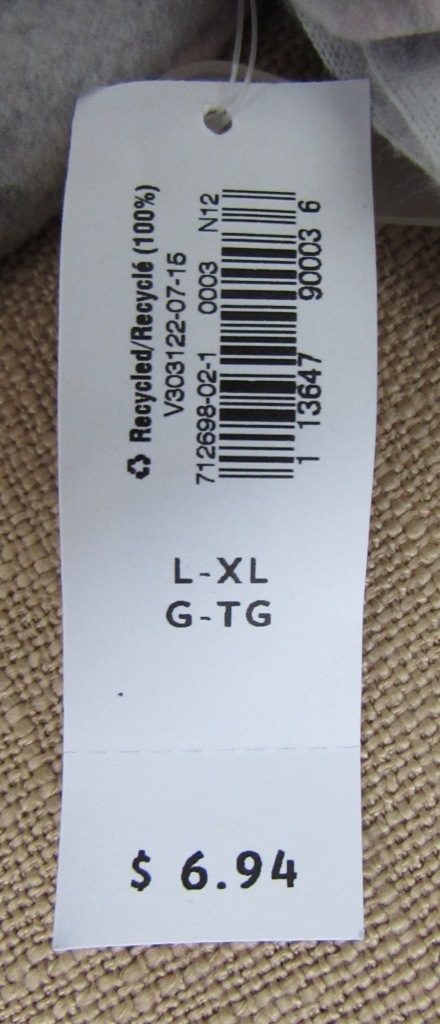 Recycled/Recyclé (100%)
V303122-07-15
712698-02-1 0003 N12
1 13647 90003 6
L-XL
G-TG
$ 6.94